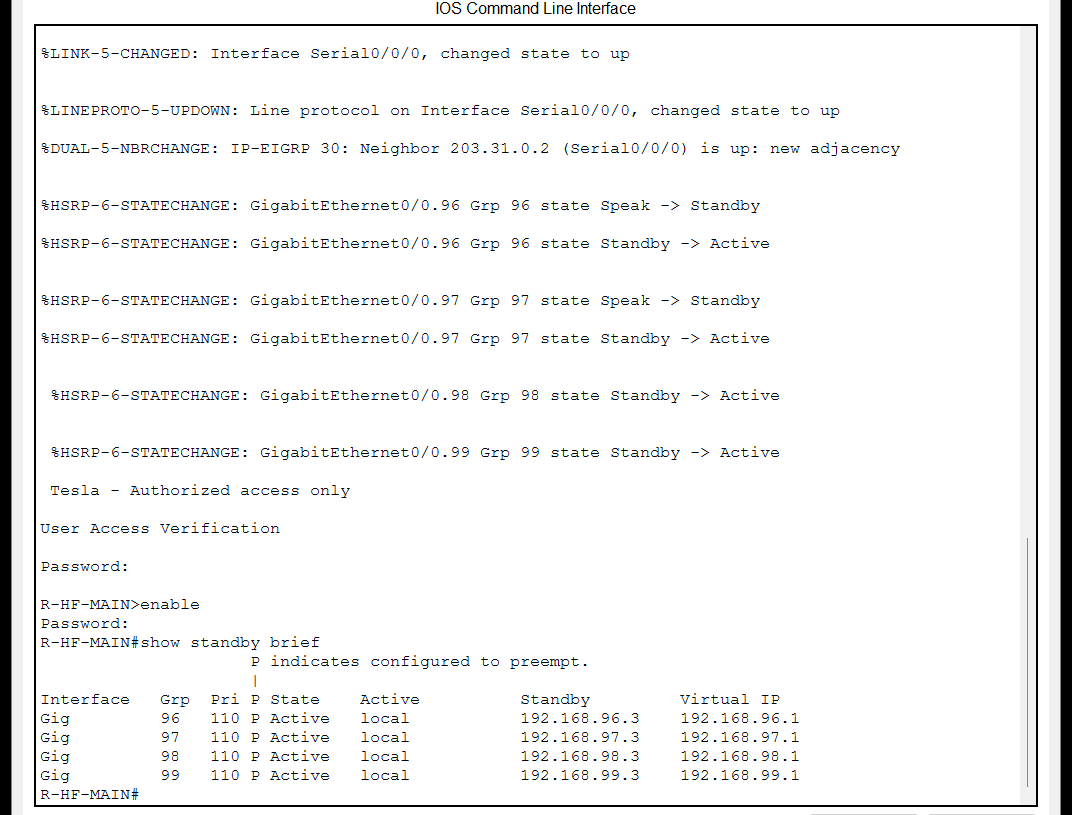 IOS Command Line Interface
%LINK-5-CHANGED: Interface Serial0/0/0, changed state to up
%LINEPROTO-5-UPDOWN: Line protocol on Interface Serial0/0/0, changed state to up
%DUAL-5-NBRCHANGE: IP-EIGRP 30: Neighbor 203.31.0.2 (Serial0/0/0) is up: new adjacency
%HSRP-6-STATECHANGE: GigabitEthernet0/0.96 Grp 96 state Speak -> Standby
%HSRP-6-STATECHANGE: GigabitEthernet0/0.96 Grp 96 state Standby -> Active
%HSRP-6-STATECHANGE: GigabitEthernet0/0.97 Grp 97 state Speak -> Standby
%HSRP-6-STATECHANGE: GigabitEthernet0/0.97 Grp 97 state Standby -> Active
%HSRP-6-STATECHANGE: GigabitEthernet0/0.98 Grp 98 state Standby -> Active
%HSRP-6-STATECHANGE: GigabitEthernet0/0.99 Grp 99 state Standby -> Active
Tesla - Authorized access only
User Access Verification
Password:
R-HF-MAIN>enable
Password:
R-HF-MAIN#show standby brief
P indicates configured to preempt.
|
Interface Grp Pri P State Active Standby Virtual IP
Gig 96 110 P Active local 192.168.96.3 192.168.96.1
Gig 97 110 P Active local 192.168.97.3 192.168.97.1
Gig 98 110 P Active local 192.168.98.3 192.168.98.1
Gig 99 110 P Active local 192.168.99.3 192.168.99.1
R-HF-MAIN#